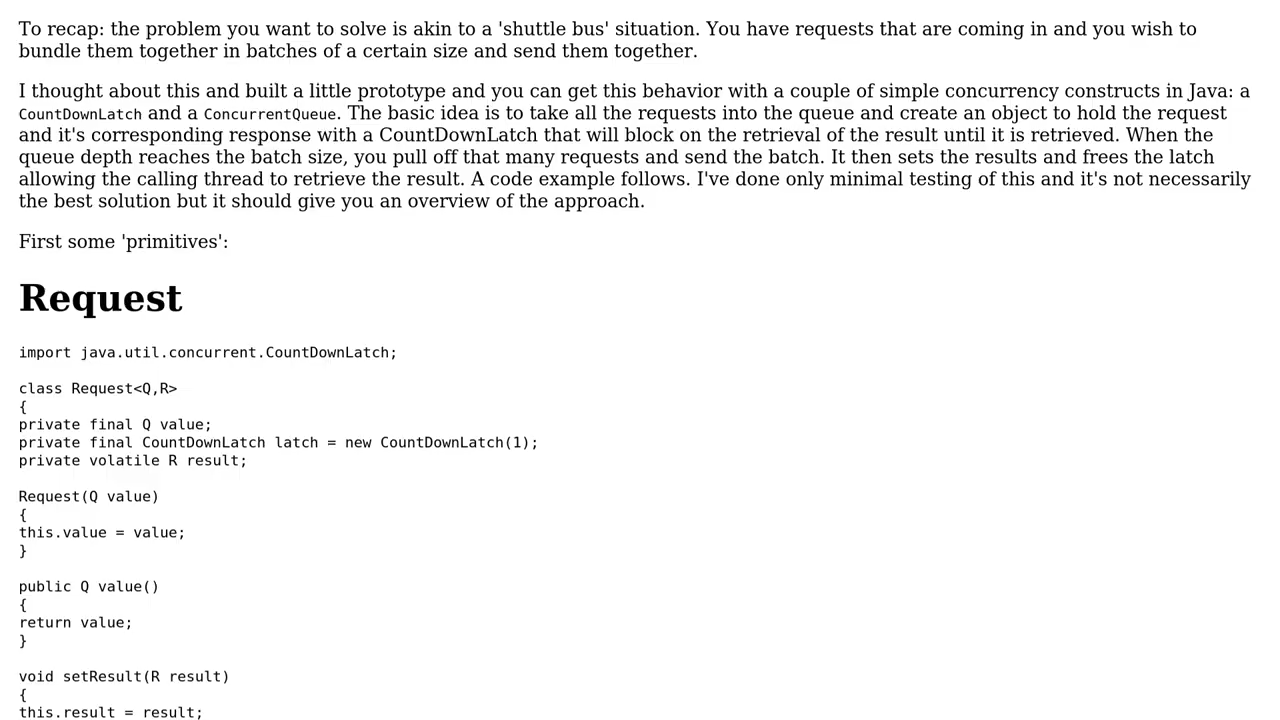 To recap: the problem you want to solve is akin to a 'shuttle bus' situation. You have requests that are coming in and you wish to
bundle them together in batches of a certain size and send them together.
I thought about this and built a little prototype and you can get this behavior with a couple of simple concurrency constructs in Java: a
CountDownLatch and a ConcurrentQueue. The basic idea is to take all the requests into the queue and create an object to hold the request
and it's corresponding response with a CountDownLatch that will block on the retrieval of the result until it is retrieved. When the
queue depth reaches the batch size, you pull off that many requests and send the batch. It then sets the results and frees the latch
allowing the calling thread to retrieve the result. A code example follows. I've done only minimal testing of this and it's not necessarily
the best solution but it should give you an overview of the approach.
First some 'primitives':
Request
import java.util.concurrent.CountDownLatch;
class Request<Q,R>
{
private final Q value;
private final CountDownLatch latch = new CountDownLatch(1);
private volatile R result;
Request(Q value)
{
this.value = value;
}
public Q value()
{
return value;
}
void setResult(R result)
{
this.result = result;